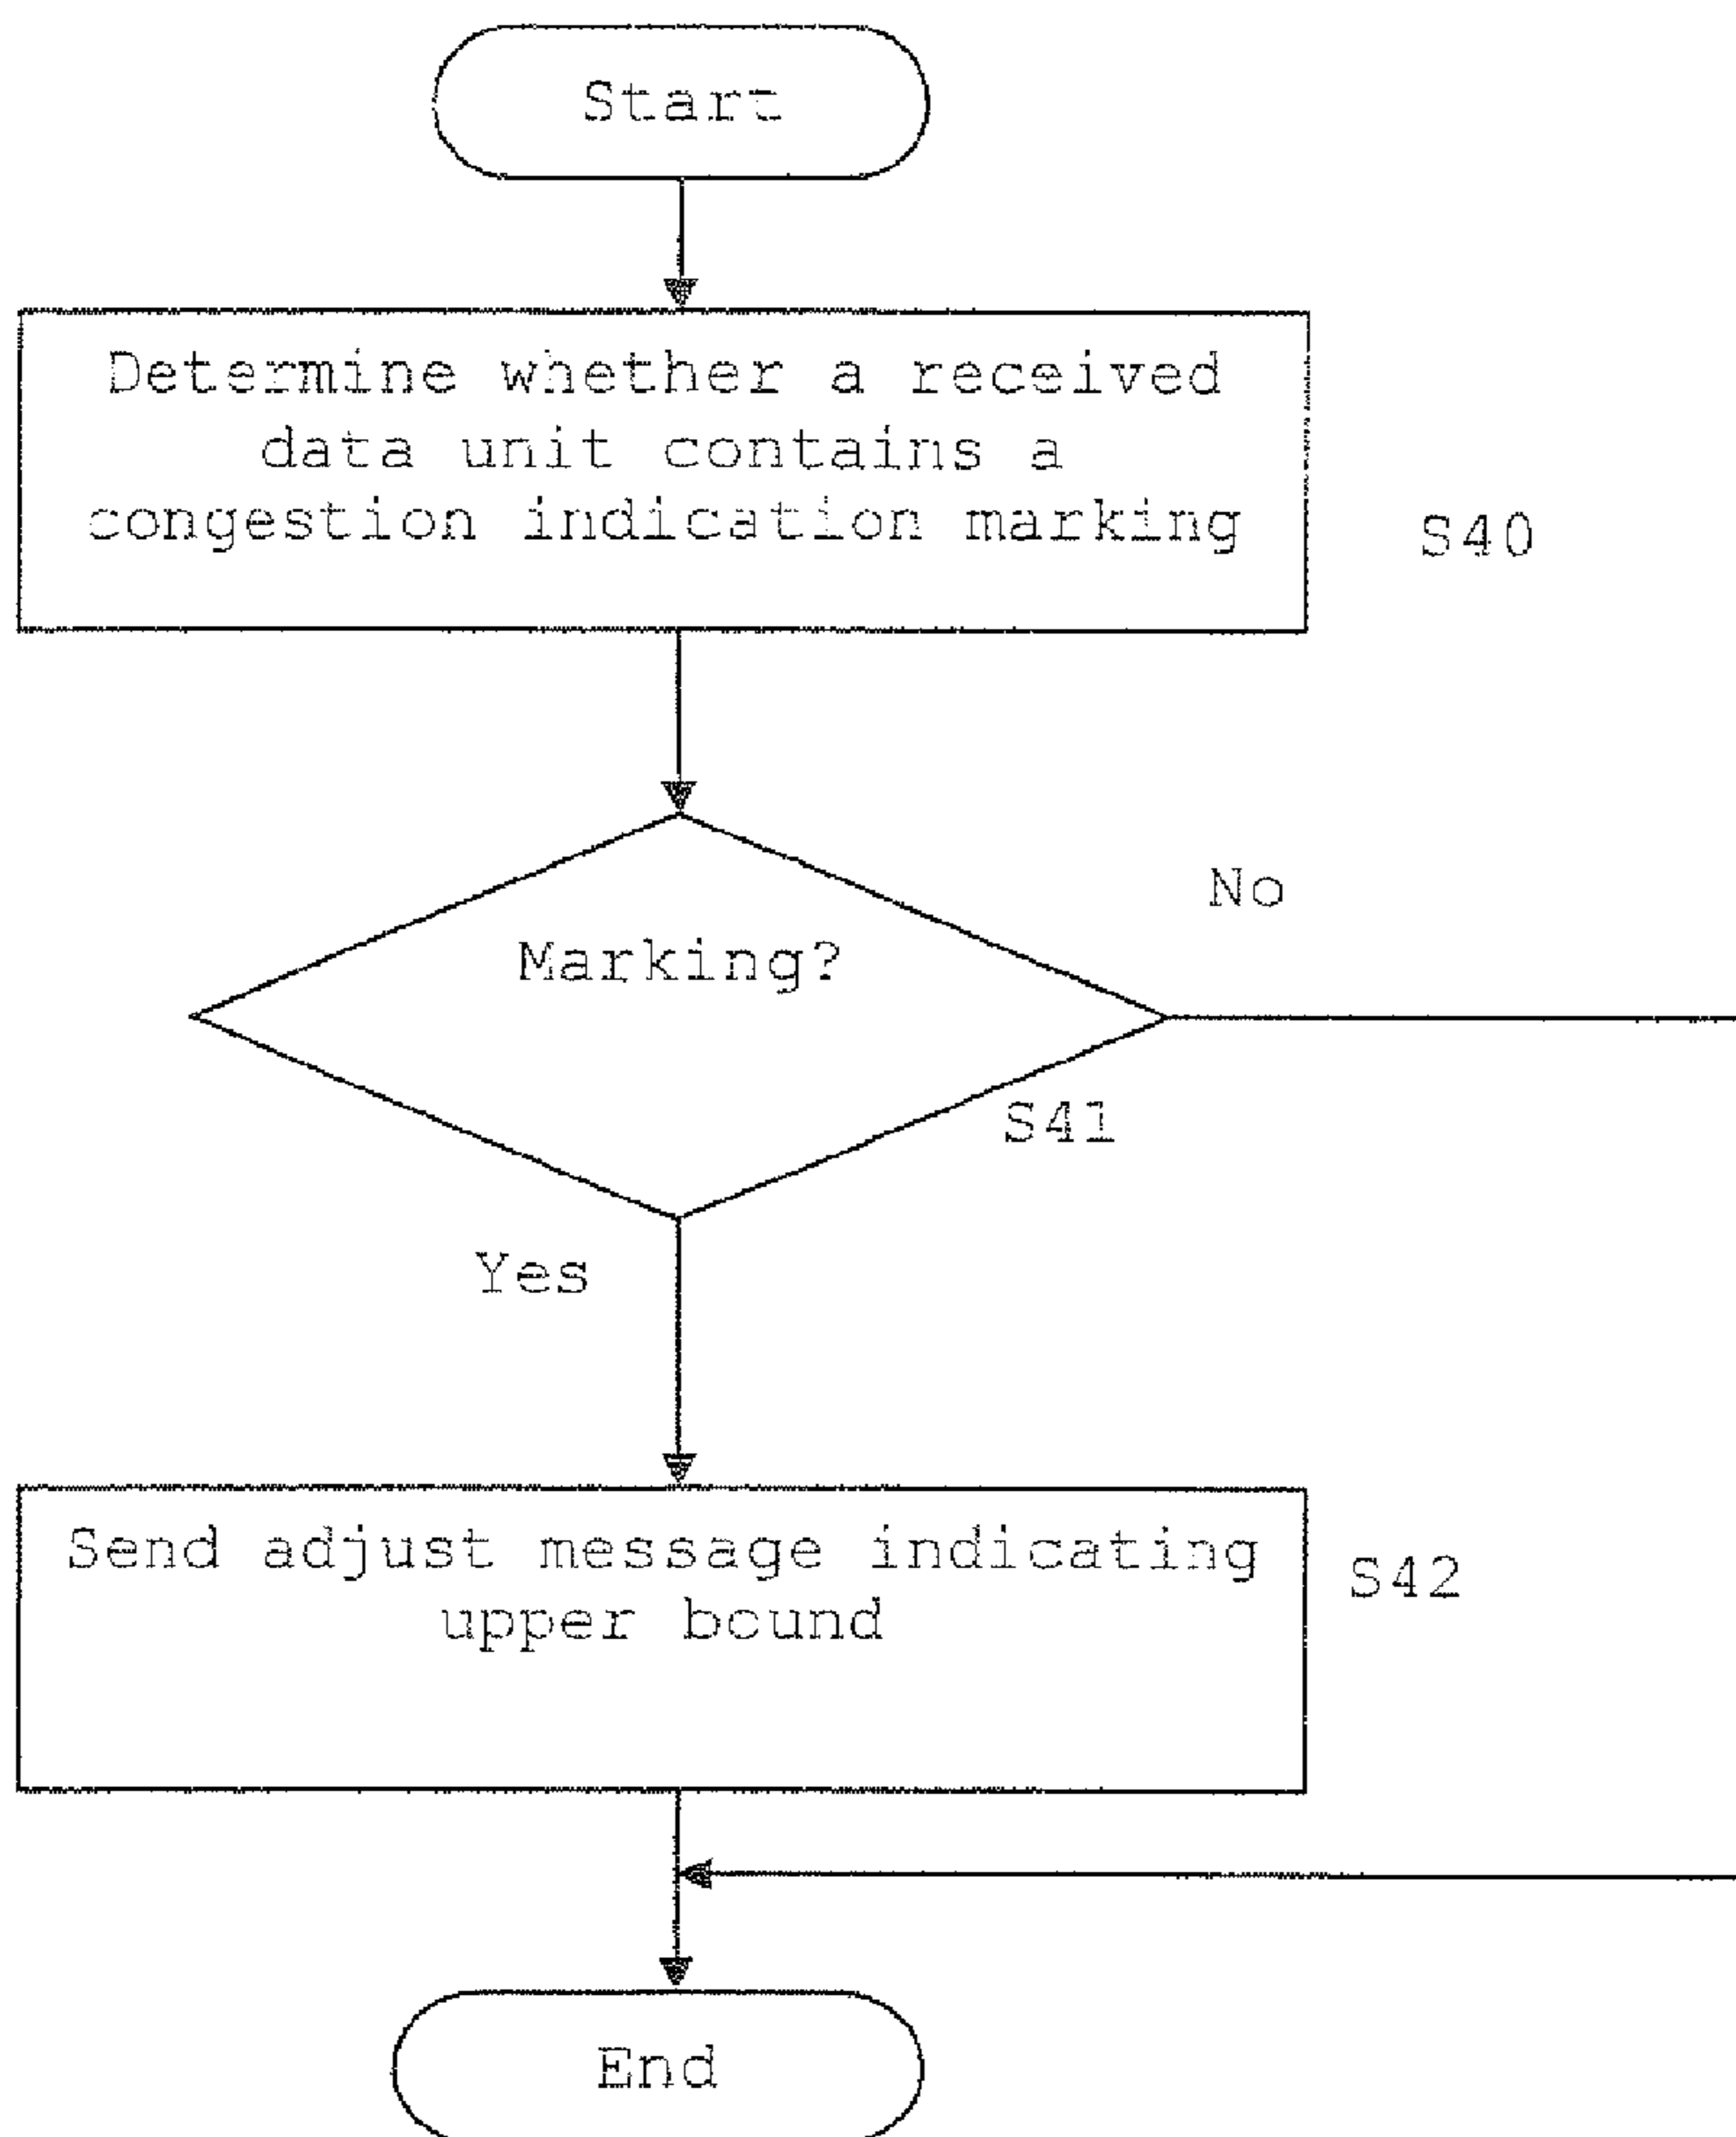 Start
Determine whether a received
data unit contains a
congestion indication marking
S40
No
Marking?
S41
Yes
Send adjust message indicating
upper bound
S42
End